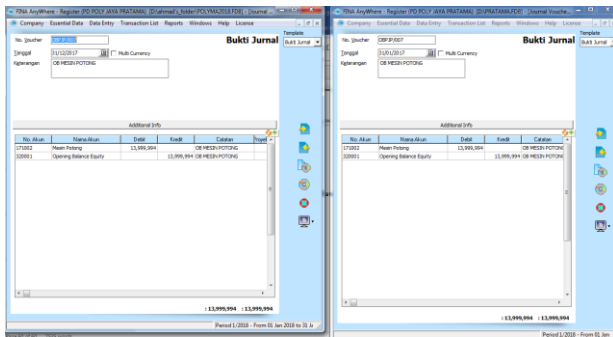 FINA AnyWhere - Register (PD POLY JAYA PRATAMA) (D:\ahmad's_folder\POLYMA2018.FDB) - [Journal ...
Company Essential Data Data Entry Transaction List Reports Windows Help License
Template
No. Voucher
Bukti Jurnal
Bukti Jurnal
Tanggal 31/12/2017 Multi Currency
Keterangan OB MESIN POTONG
Additional Info
No. Akun Nama Akun Debit Kredit Catatan Proyek
171002 Mesin Potong 13,999,994 OB MESIN POTONG
320001 Opening Balance Equity 13,999,994 OB MESIN POTONG
: 13,999,994 : 13,999,994
Period 1/2018 - From 01 Jan 2018 to 31 Ja
FINA AnyWhere - Register (PD POLY JAYA PRATAMA) (D:\PRATAMA.FDB) - [Journal Vouche...
Company Essential Data Data Entry Transaction List Reports Windows Help License
Template
No. Voucher
Bukti Jurnal
Bukti Jurnal
Tanggal 31/01/2017 Multi Currency
Keterangan OB MESIN POTONG
Additional Info
No. Akun Nama Akun Debit Kredit Catatan
171002 Mesin Potong 13,999,994 OB MESIN POTONG
320001 Opening Balance Equity 13,999,994 OB MESIN POTONG
: 13,999,994 : 13,999,994
Period 1/2018 - From 01 Jan